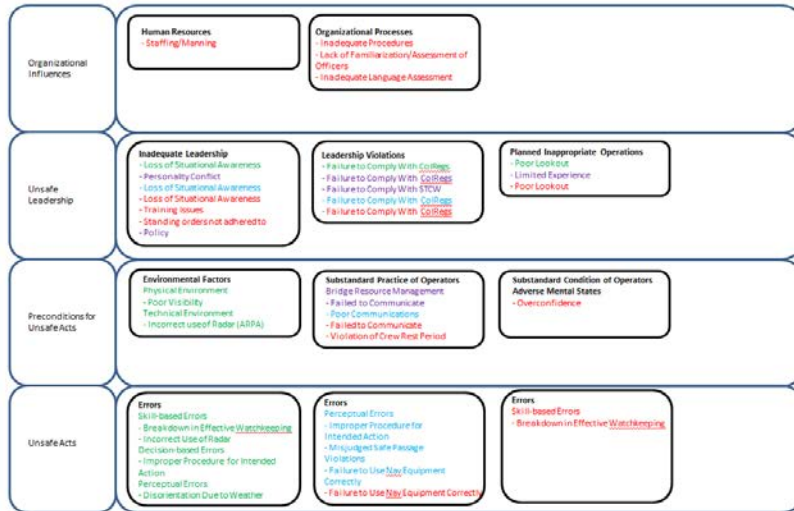 Organizational
Influences
Human Resources
- Staffing/Manning
Organizational Processes
- Inadequate Procedures
- Lack of Familiarization/Assessment of
Officers
- Inadequate Language Assessment
Unsafe
Leadership
Inadequate Leadership
- Loss of Situational Awareness
- Personality Conflict
- Loss of Situational Awareness
- Loss of Situational Awareness
- Training Issues
- Standing orders not adhered to
- Policy
Leadership Violations
- Failure to Comply With ColRegs
- Failure to Comply With ColRegs
- Failure to Comply With STCW
- Failure to Comply With ColRegs
- Failure to Comply With ColRegs
Planned Inappropriate Operations
- Poor Lookout
- Limited Experience
- Poor Lookout
Preconditions for
Unsafe Acts
Environmental Factors
Physical Environment
- Poor Visibility
Technical Environment
- Incorrect use of Radar (ARPA)
Substandard Practice of Operators
Bridge Resource Management
- Failed to Communicate
- Poor Communications
- Failed to Communicate
- Violation of Crew Rest Period
Substandard Condition of Operators
Adverse Mental States
- Overconfidence
Unsafe Acts
Errors
Skill-based Errors
- Breakdown in Effective Watchkeeping
- Incorrect Use of Radar
Decision-based Errors
- Improper Procedure for Intended
Action
Perceptual Errors
- Disorientation Due to Weather
Errors
Perceptual Errors
- Improper Procedure for
Intended Action
- Misjudged Safe Passage
Violations
- Failure to Use Nav Equipment
Correctly
- Failure to Use Nav Equipment Correctly
Errors
Skill-based Errors
- Breakdown in Effective Watchkeeping